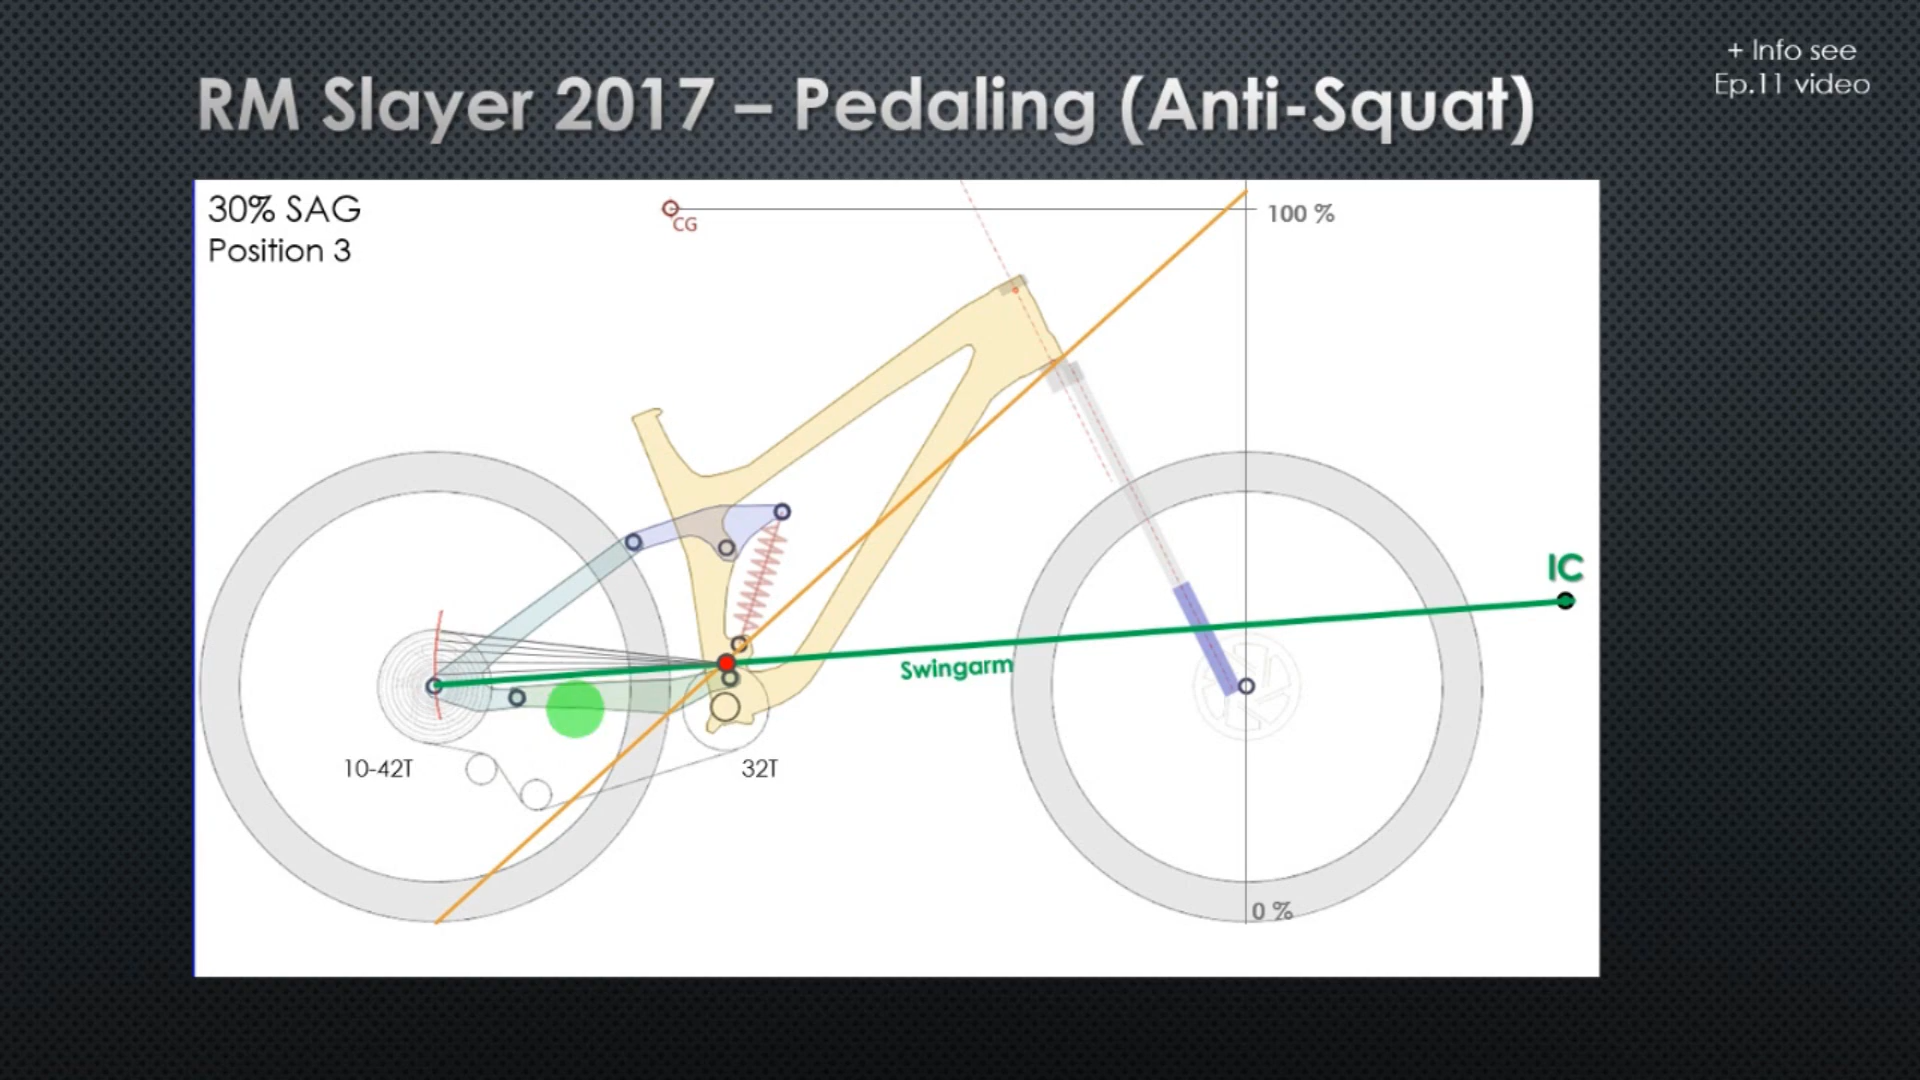 + Info see
Ep.11 video
RM Slayer 2017 – Pedaling (Anti-Squat)
30% SAG
Position 3
CG
100 %
IC
Swingarm
10-42T
32T
0 %